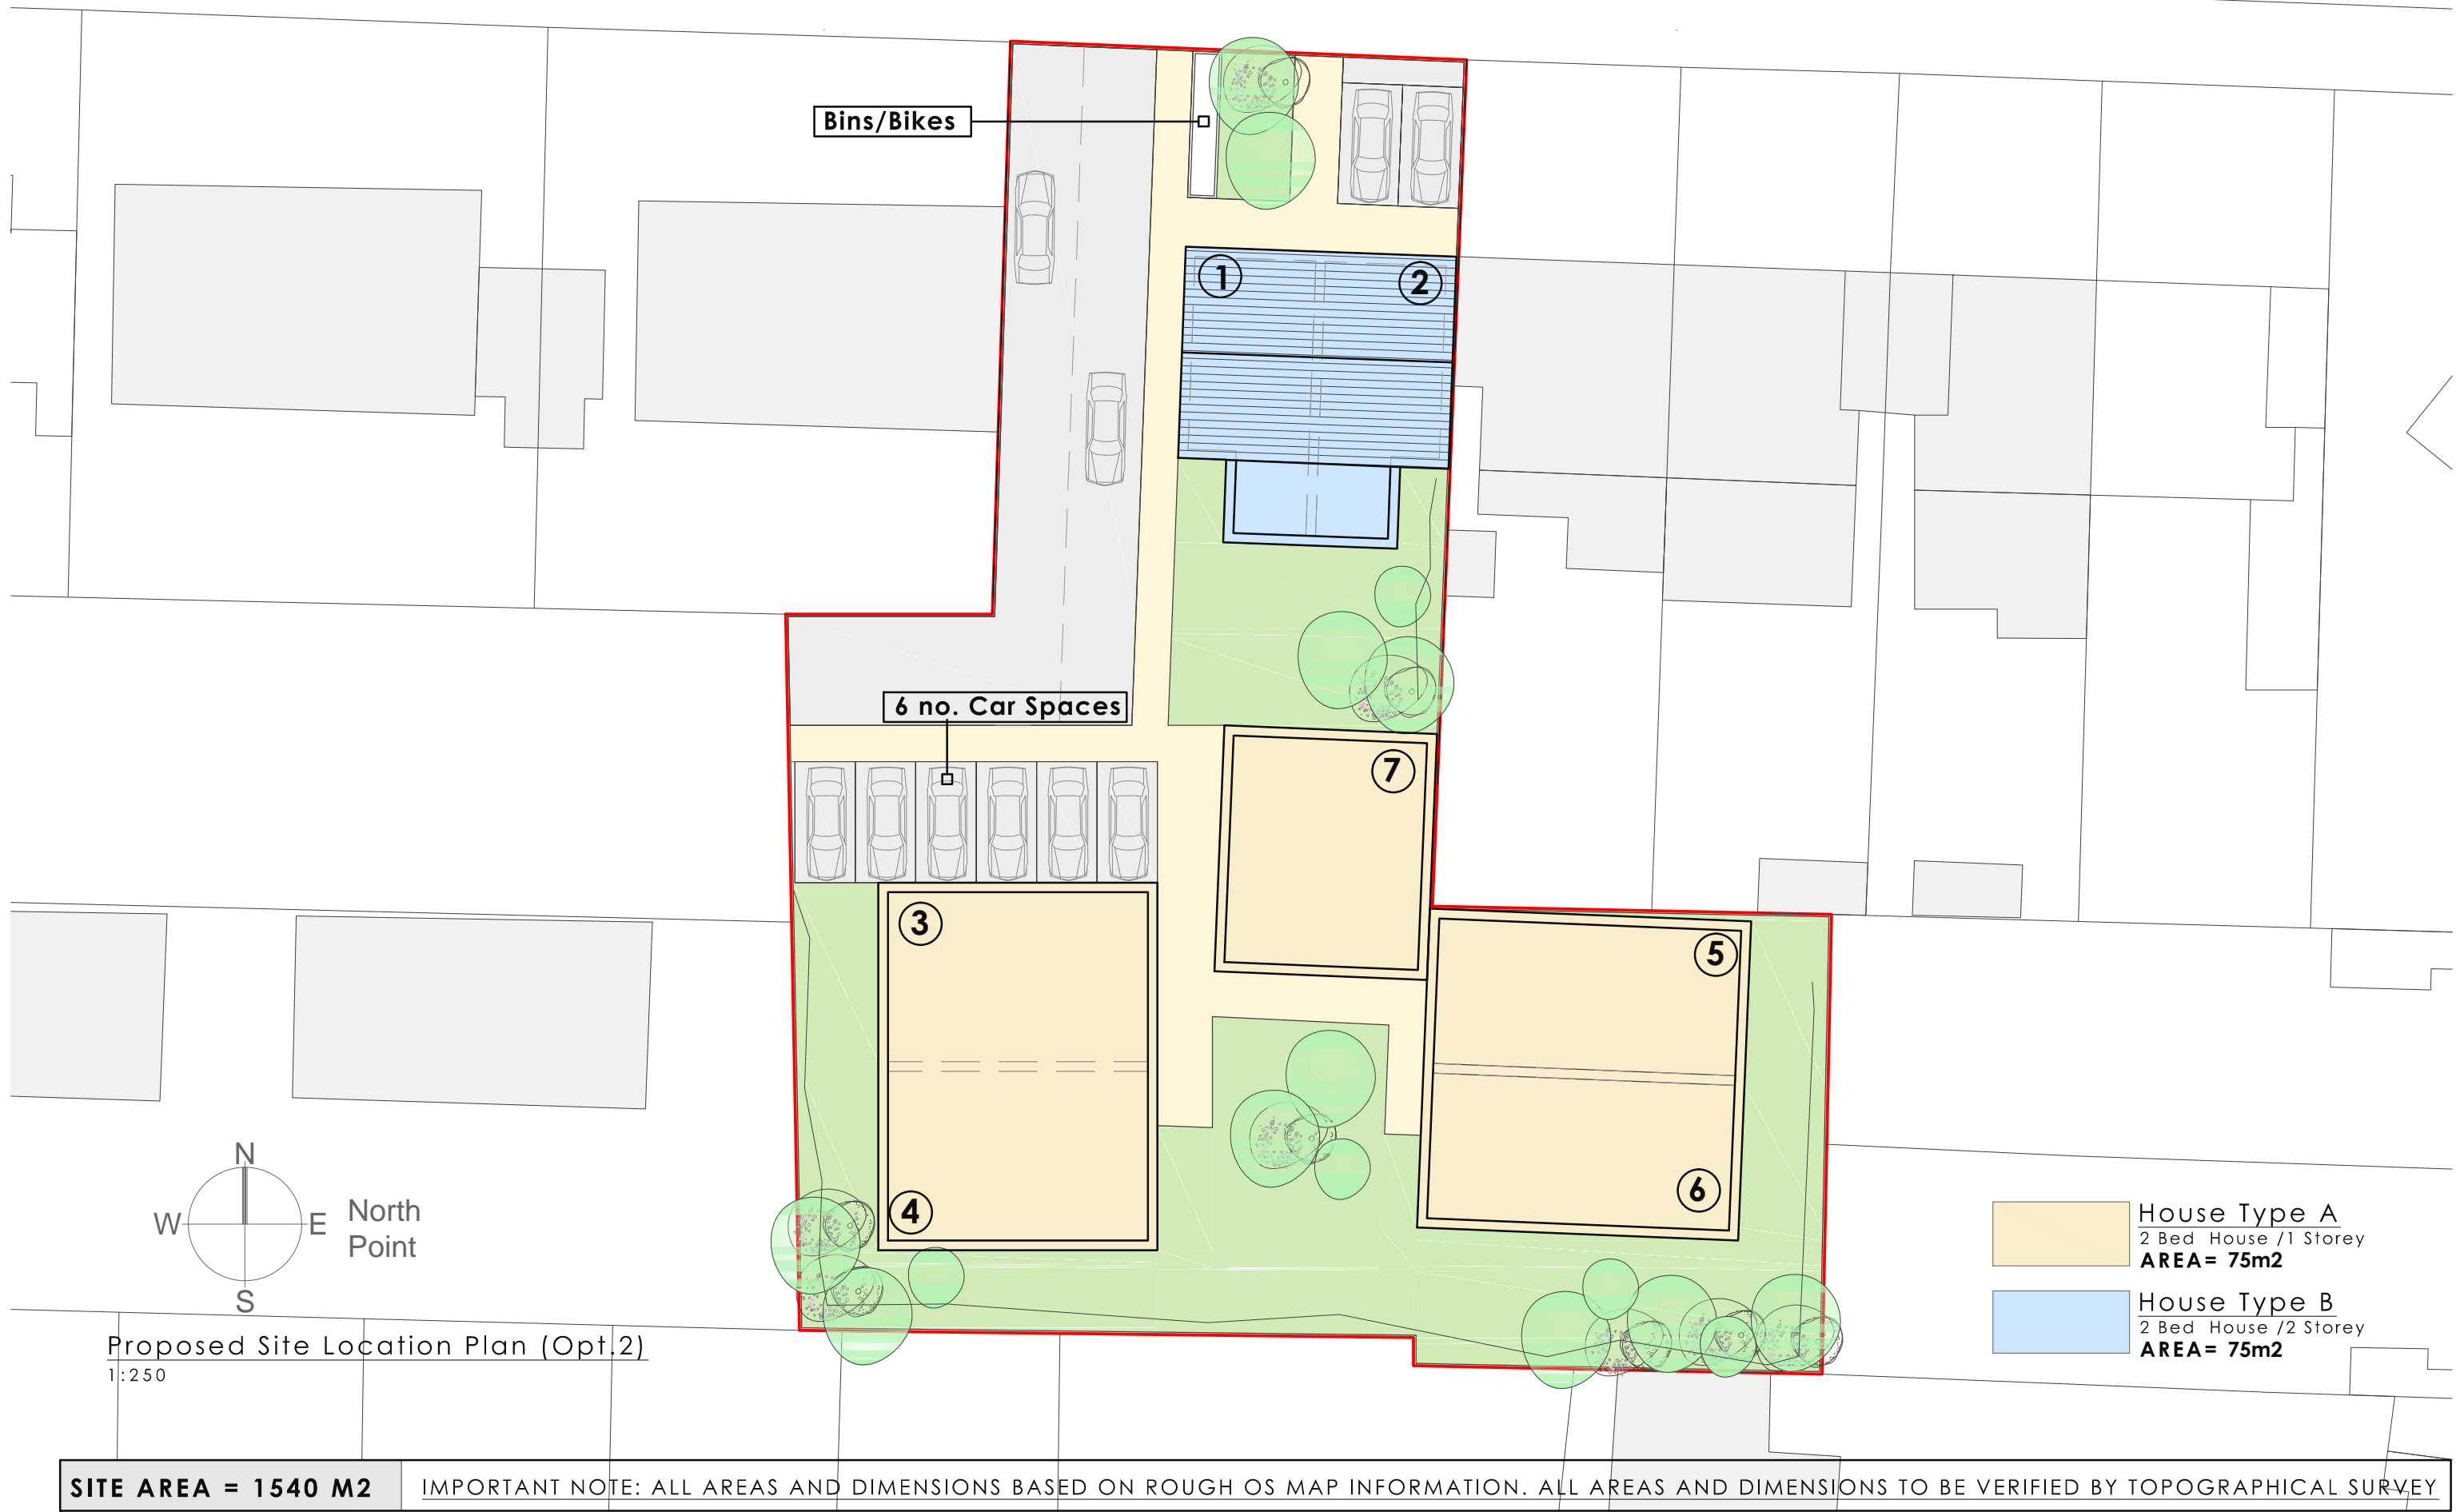 Bins/Bikes
1
2
6 no. Car Spaces
7
3
5
4
6
N
W
E
S
North
Point
House Type A
2 Bed House /1 Storey
AREA= 75m2
House Type B
2 Bed House /2 Storey
AREA= 75m2
Proposed Site Location Plan (Opt.2)
1:250
SITE AREA = 1540 M2
IMPORTANT NOTE: ALL AREAS AND DIMENSIONS BASED ON ROUGH OS MAP INFORMATION. ALL AREAS AND DIMENSIONS TO BE VERIFIED BY TOPOGRAPHICAL SURVEY